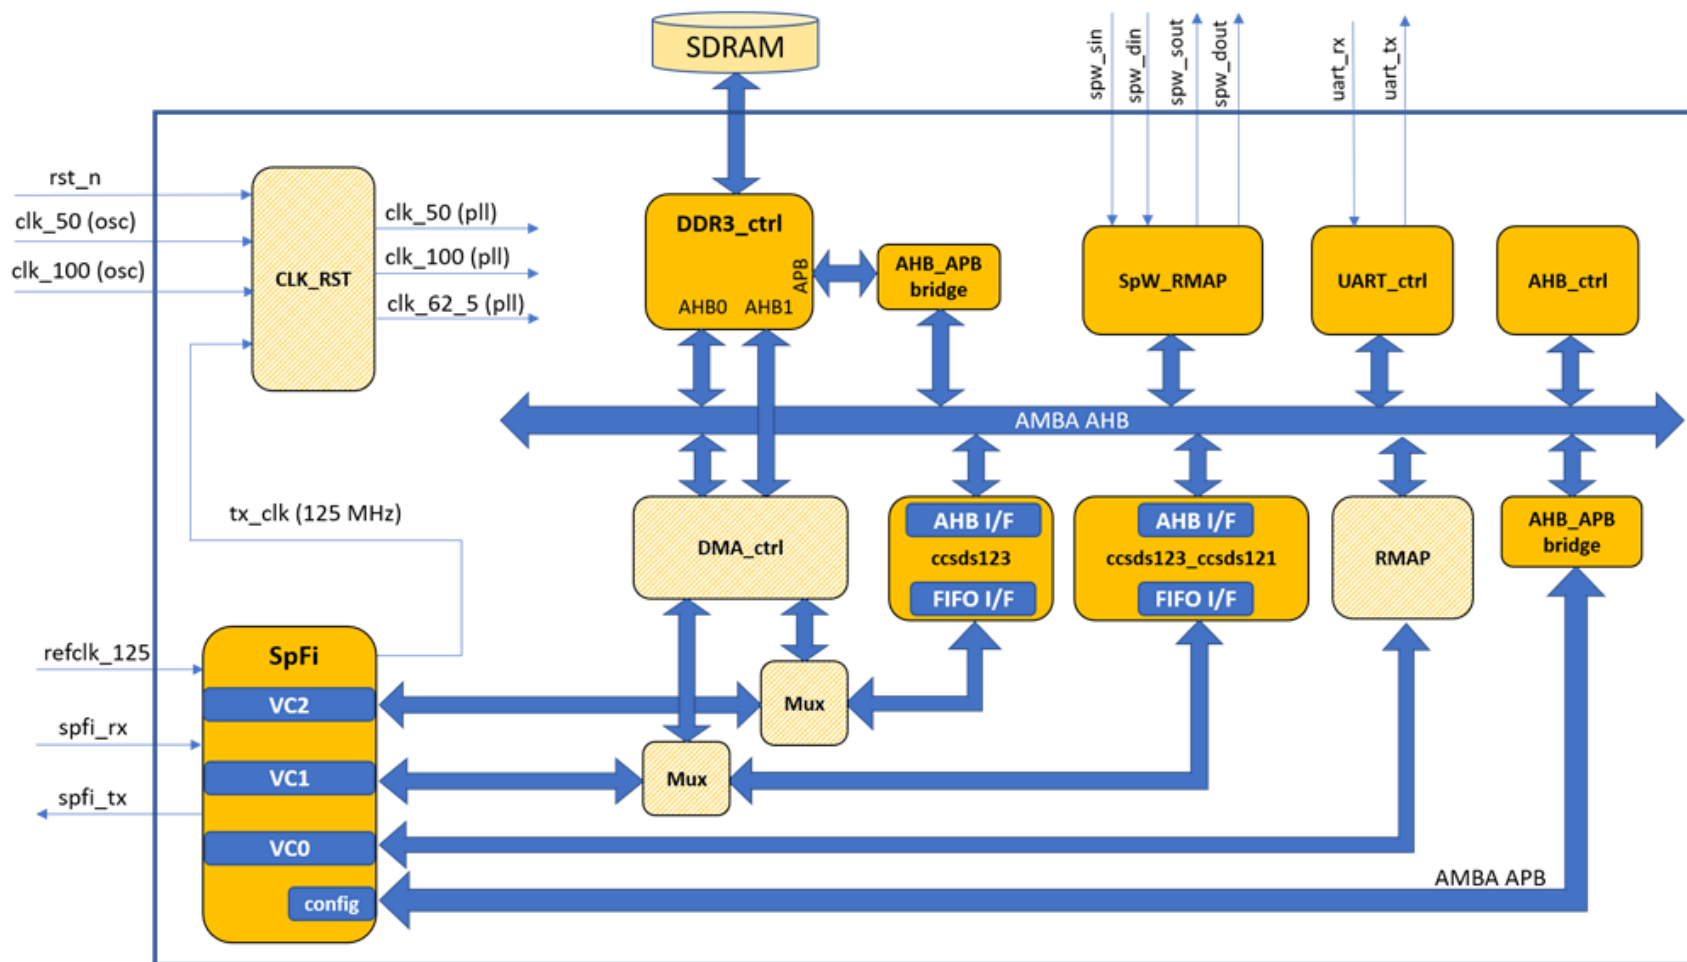 SDRAM
spw_sin
spw_din
spw_sout
spw_dout
uart_rx
uart_tx
rst_n
clk_50 (osc)
clk_100 (osc)
CLK_RST
clk_50 (pll)
clk_100 (pll)
clk_62_5 (pll)
DDR3_ctrl
APB
AHB0
AHB1
AHB_APB
bridge
SpW_RMAP
UART_ctrl
AHB_ctrl
AMBA AHB
tx_clk (125 MHz)
DMA_ctrl
AHB I/F
ccsds123
FIFO I/F
AHB I/F
ccsds123_ccsds121
FIFO I/F
RMAP
AHB_APB
bridge
refclk_125
spfi_rx
spfi_tx
SpFi
VC2
VC1
VC0
config
Mux
Mux
AMBA APB